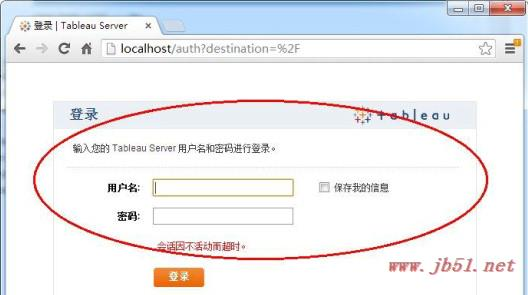 登录 | Tableau Server
localhost/auth?destination=%2F
登录
tableau
输入您的 Tableau Server 用户名和密码进行登录。
用户名:
保存我的信息
密码:
会话因不活动而超时。
登录
www.jb51.net